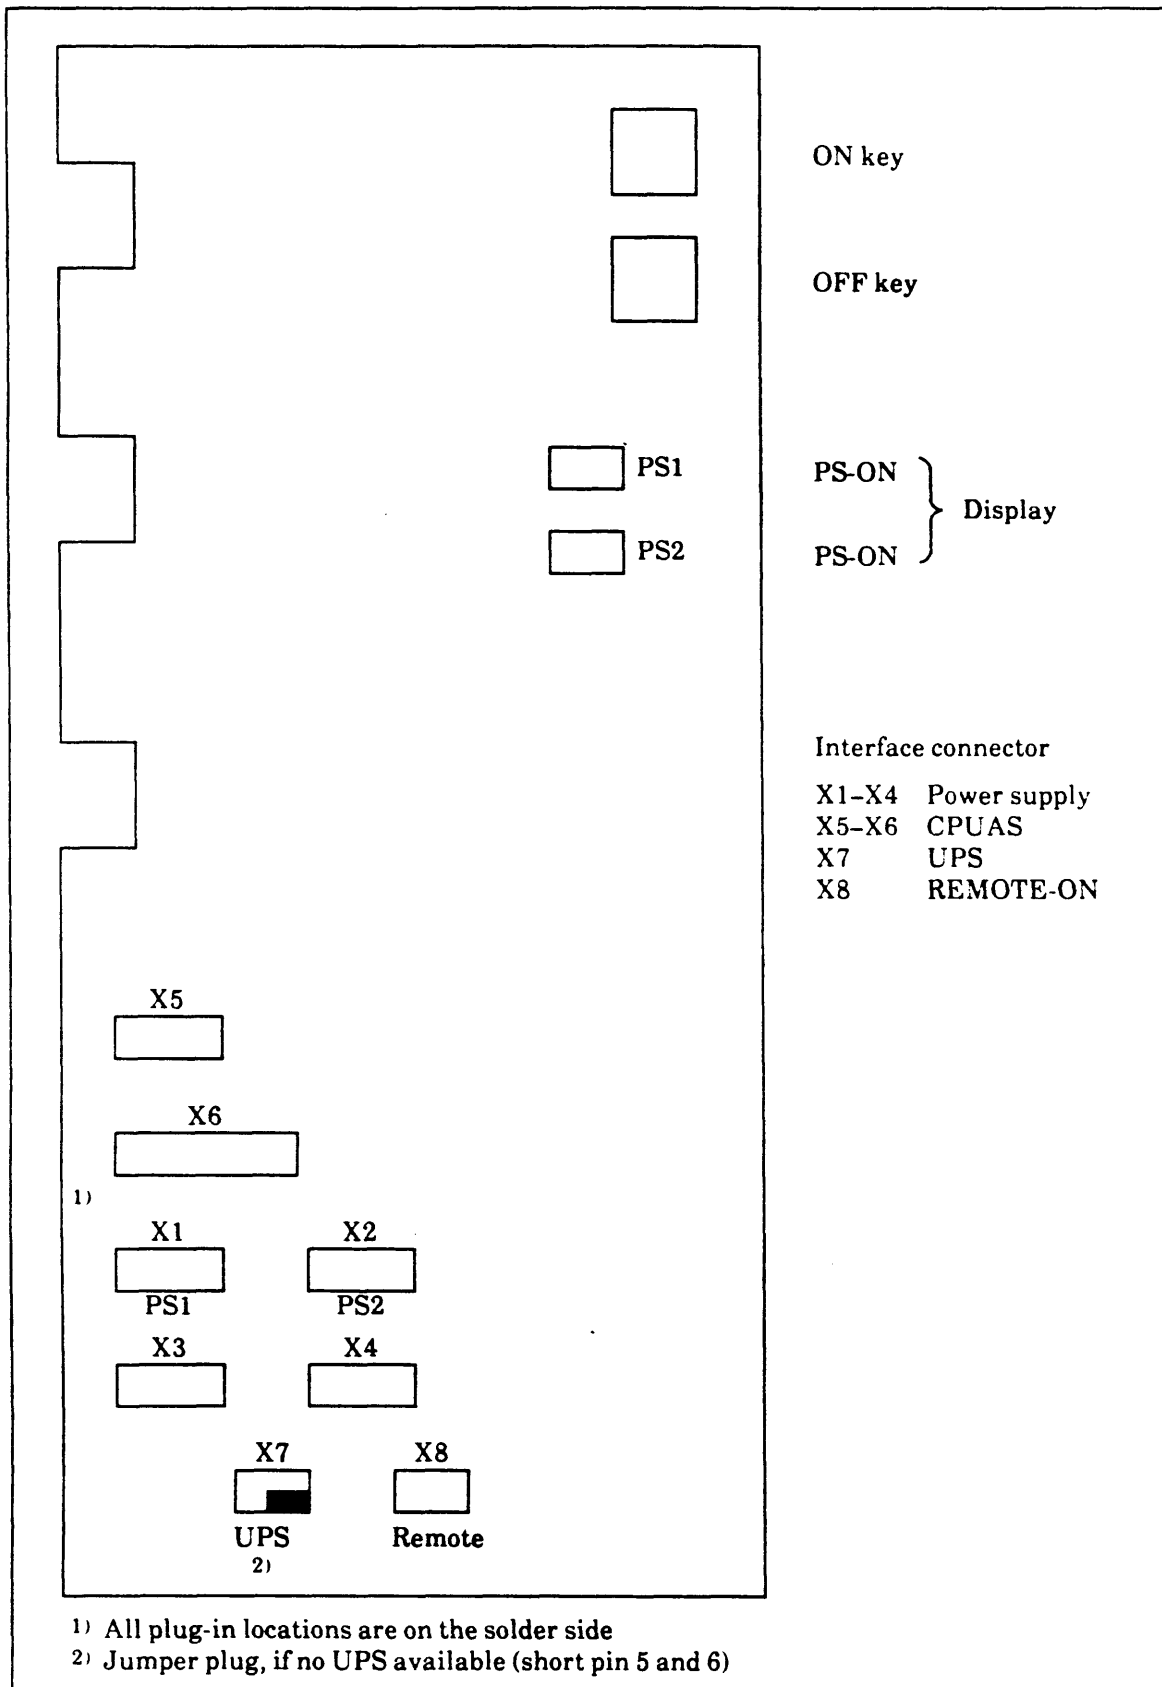 ON key
OFF key
PS1 PS-ON
Display
PS2 PS-ON
Interface connector
X1–X4 Power supply
X5–X6 CPUAS
X7 UPS
X8 REMOTE-ON
X5
X6
1)
X1 X2
PS1 PS2
X3 X4
X7 X8
UPS Remote
2)
1) All plug-in locations are on the solder side
2) Jumper plug, if no UPS available (short pin 5 and 6)